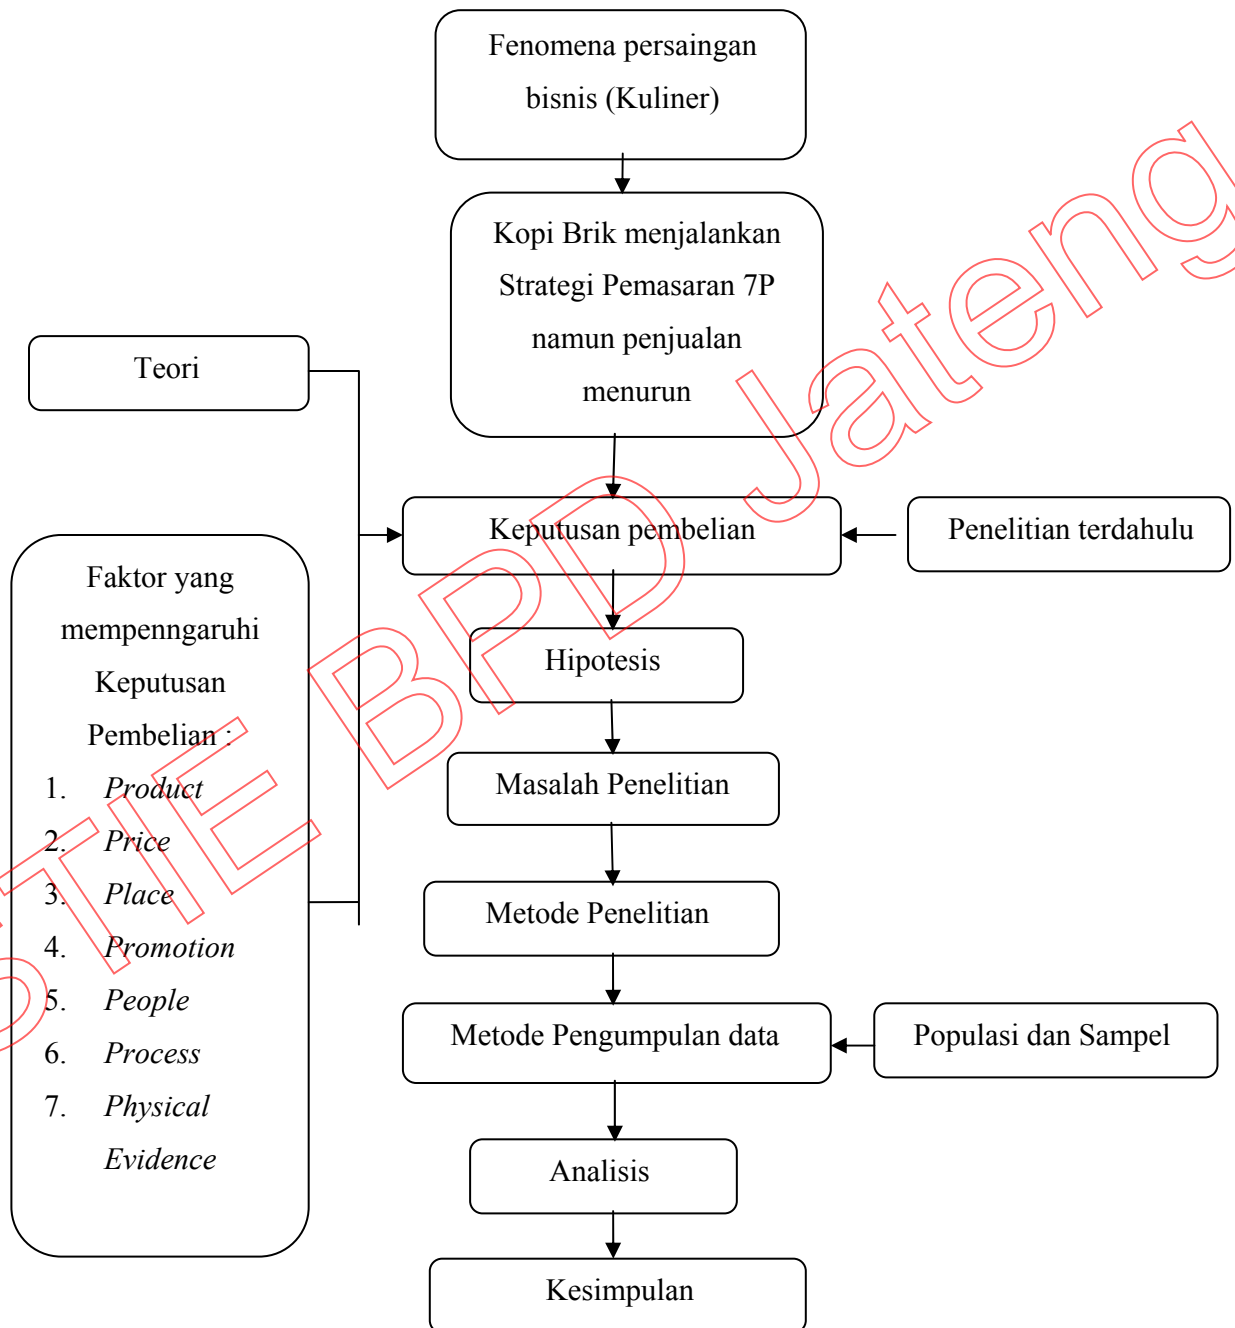 Fenomena persaingan
bisnis (Kuliner)
Kopi Brik menjalankan
Strategi Pemasaran 7P
namun penjualan
menurun
Teori
Keputusan pembelian
Penelitian terdahulu
Faktor yang
mempenngaruhi
Keputusan
Pembelian :
1. Product
2. Price
3. Place
4. Promotion
5. People
6. Process
7. Physical
Evidence
Hipotesis
Masalah Penelitian
Metode Penelitian
Metode Pengumpulan data
Populasi dan Sampel
Analisis
Kesimpulan
STIE BPD Jateng